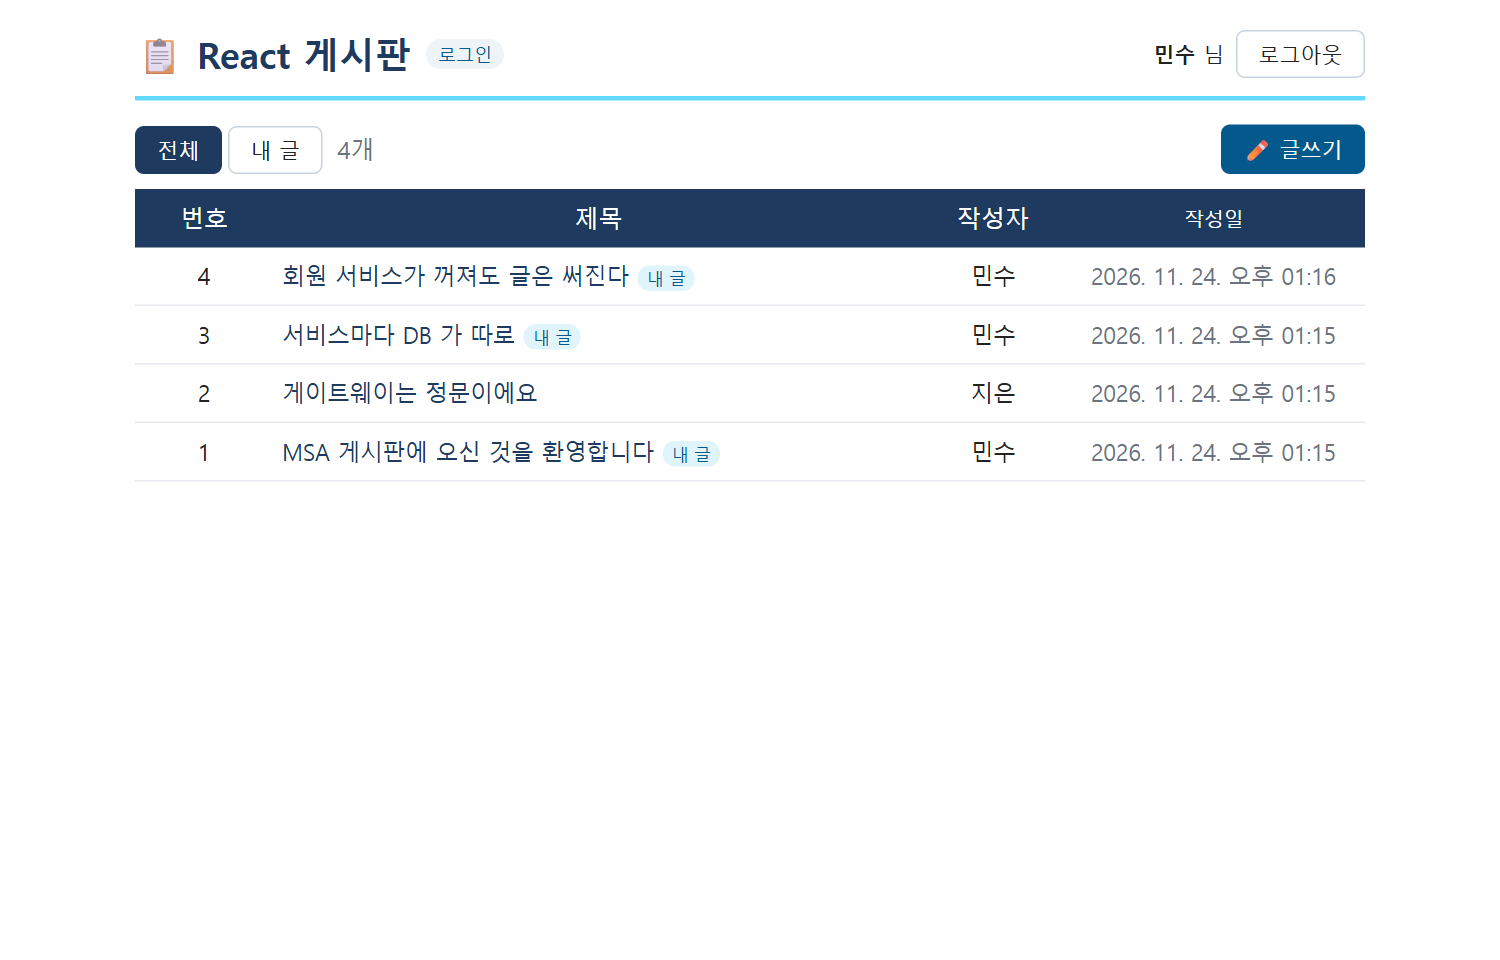 React 게시판 로그인 민수 님 로그아웃
전체 내 글 4개 글쓰기
번호 제목 작성자 작성일
4 회원 서비스가 꺼져도 글은 써진다 내 글 민수 2026. 11. 24. 오후 01:16
3 서비스마다 DB 가 따로 내 글 민수 2026. 11. 24. 오후 01:15
2 게이트웨이는 정문이에요 지은 2026. 11. 24. 오후 01:15
1 MSA 게시판에 오신 것을 환영합니다 내 글 민수 2026. 11. 24. 오후 01:15